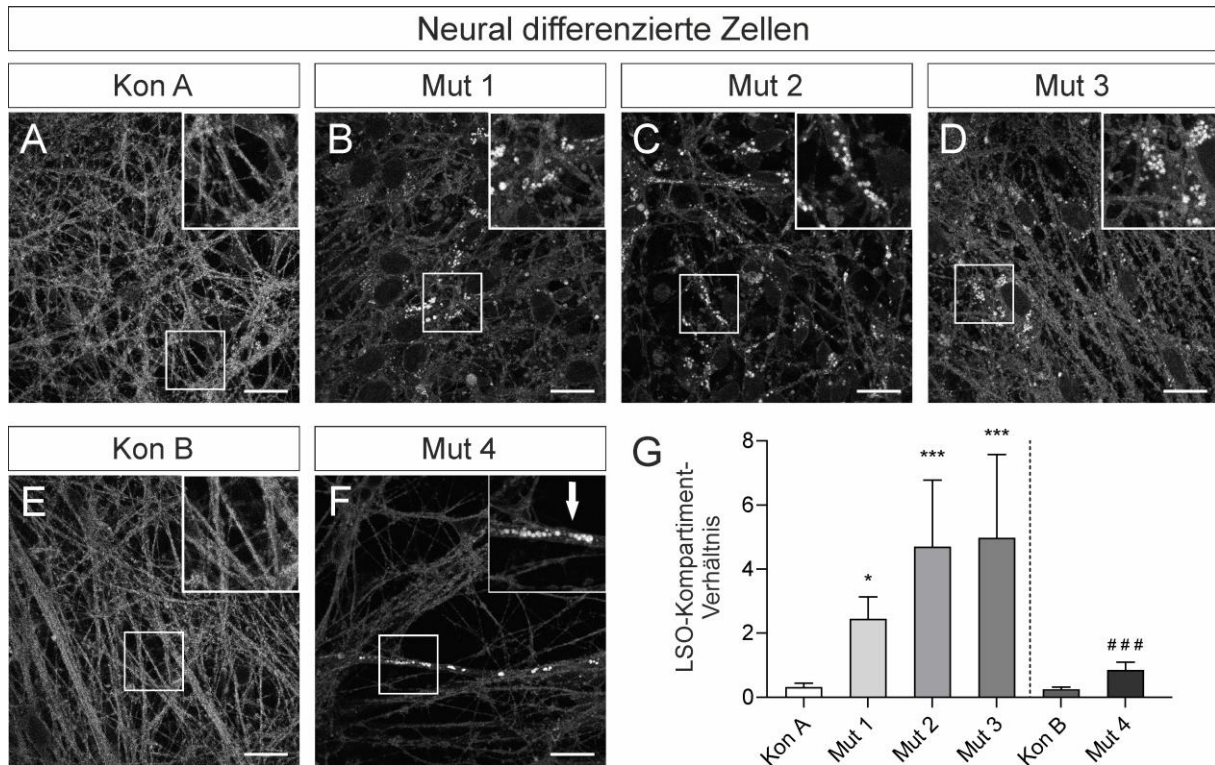 Neural differenzierte Zellen
Kon A
Mut 1
Mut 2
Mut 3
A
B
C
D
Kon B
Mut 4
E
F
G
LSO-Kompartiment-
Verhältnis
8
6
4
2
0
*
***
***
###
Kon A
Mut 1
Mut 2
Mut 3
Kon B
Mut 4